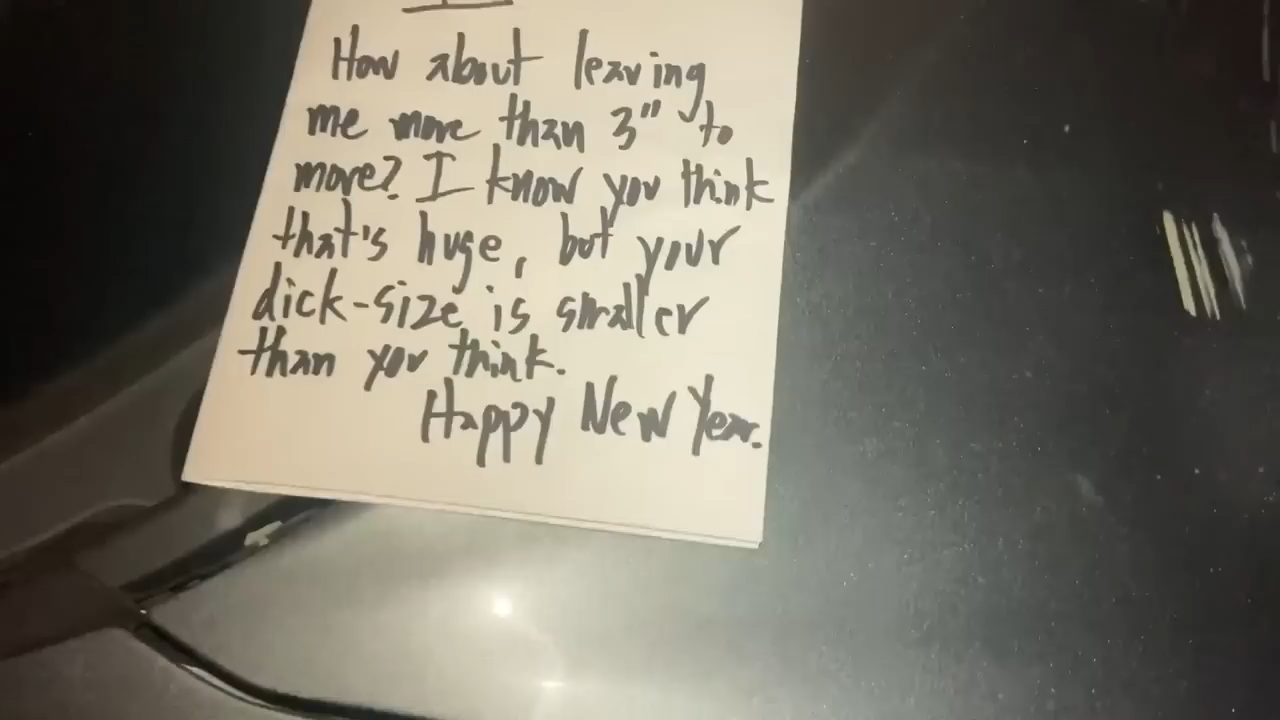 How about leaving
me more than 3" to
more? I know you think
that's huge, but your
dick-size is smaller
than you think.
Happy New Year.